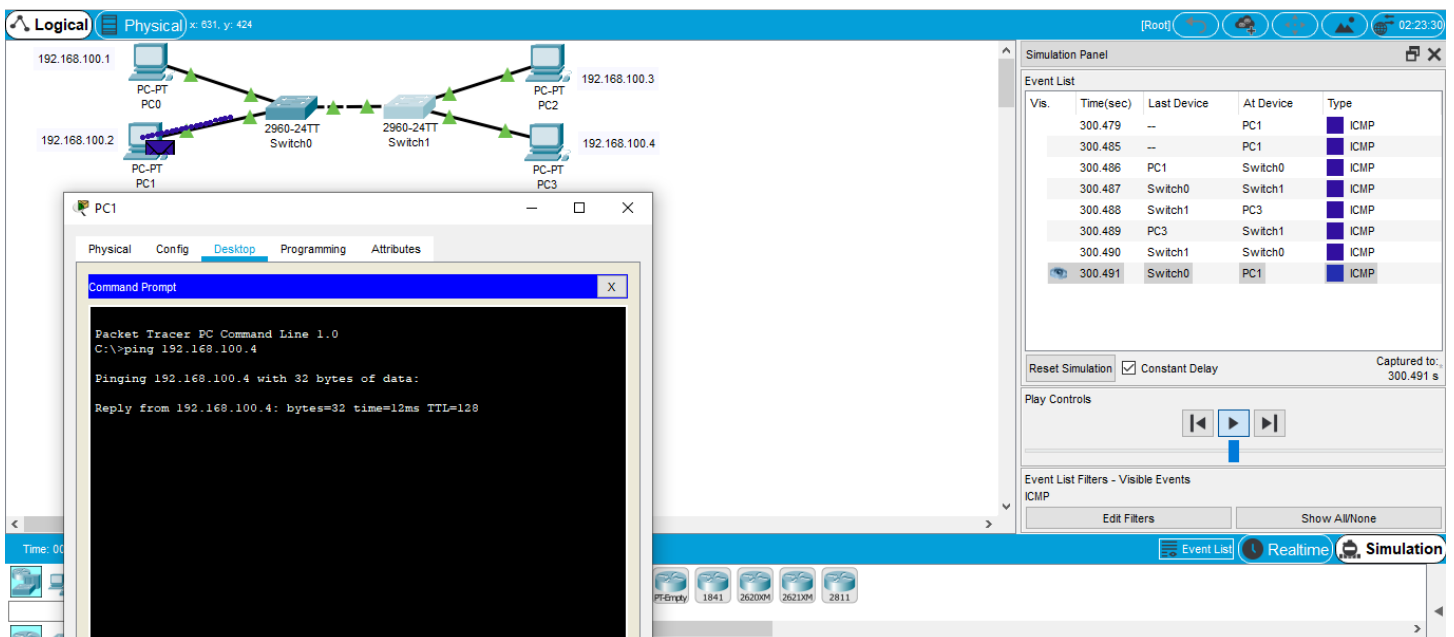 Logical Physical x: 631, y: 424 [Root] 02:23:30
192.168.100.1
PC-PT
PC0
192.168.100.2
PC-PT
PC1
2960-24TT
Switch0
2960-24TT
Switch1
PC-PT
PC2
192.168.100.3
PC-PT
PC3
192.168.100.4
PC1
Physical Config Desktop Programming Attributes
Command Prompt X
Packet Tracer PC Command Line 1.0
C:\>ping 192.168.100.4
Pinging 192.168.100.4 with 32 bytes of data:
Reply from 192.168.100.4: bytes=32 time=12ms TTL=128
Simulation Panel
Event List
Vis. Time(sec) Last Device At Device Type
300.479 -- PC1 ICMP
300.485 -- PC1 ICMP
300.486 PC1 Switch0 ICMP
300.487 Switch0 Switch1 ICMP
300.488 Switch1 PC3 ICMP
300.489 PC3 Switch1 ICMP
300.490 Switch1 Switch0 ICMP
300.491 Switch0 PC1 ICMP
Reset Simulation Constant Delay
Captured to:
300.491 s
Play Controls
Event List Filters - Visible Events
ICMP
Edit Filters Show All/None
Time: 00
Event List Realtime Simulation
PT-Empty 1841 2620XM 2621XM 2811